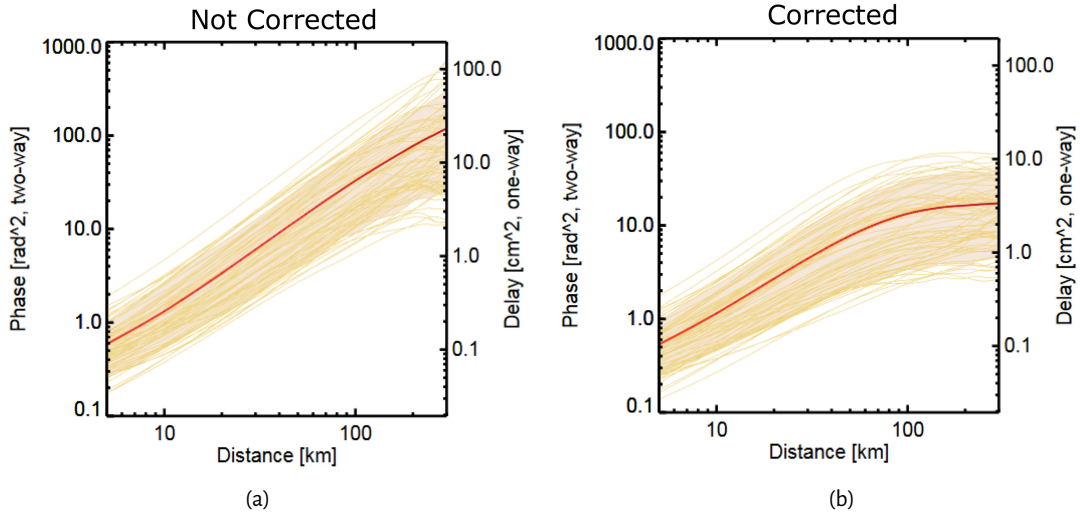 Not Corrected
1000.0
100.0
10.0
1.0
0.1
Phase [rad^2, two-way]
100.0
10.0
1.0
0.1
Delay [cm^2, one-way]
10
100
Distance [km]
(a)
Corrected
1000.0
100.0
10.0
1.0
0.1
Phase [rad^2, two-way]
100.0
10.0
1.0
0.1
Delay [cm^2, one-way]
10
100
Distance [km]
(b)